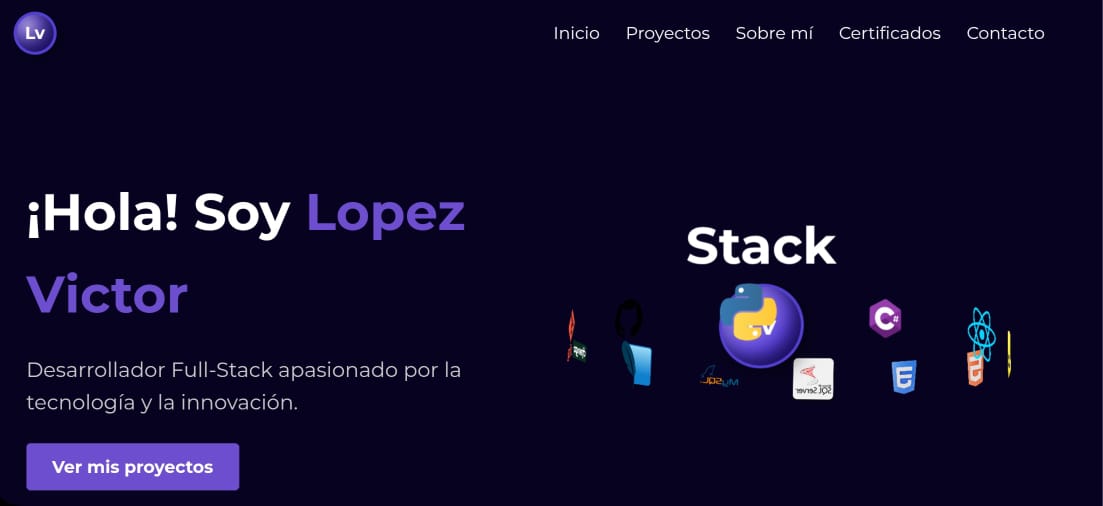 Lv
Inicio Proyectos Sobre mí Certificados Contacto
¡Hola! Soy Lopez
Victor
Desarrollador Full-Stack apasionado por la
tecnología y la innovación.
Ver mis proyectos
Stack
C#
MySQL
SQL Server